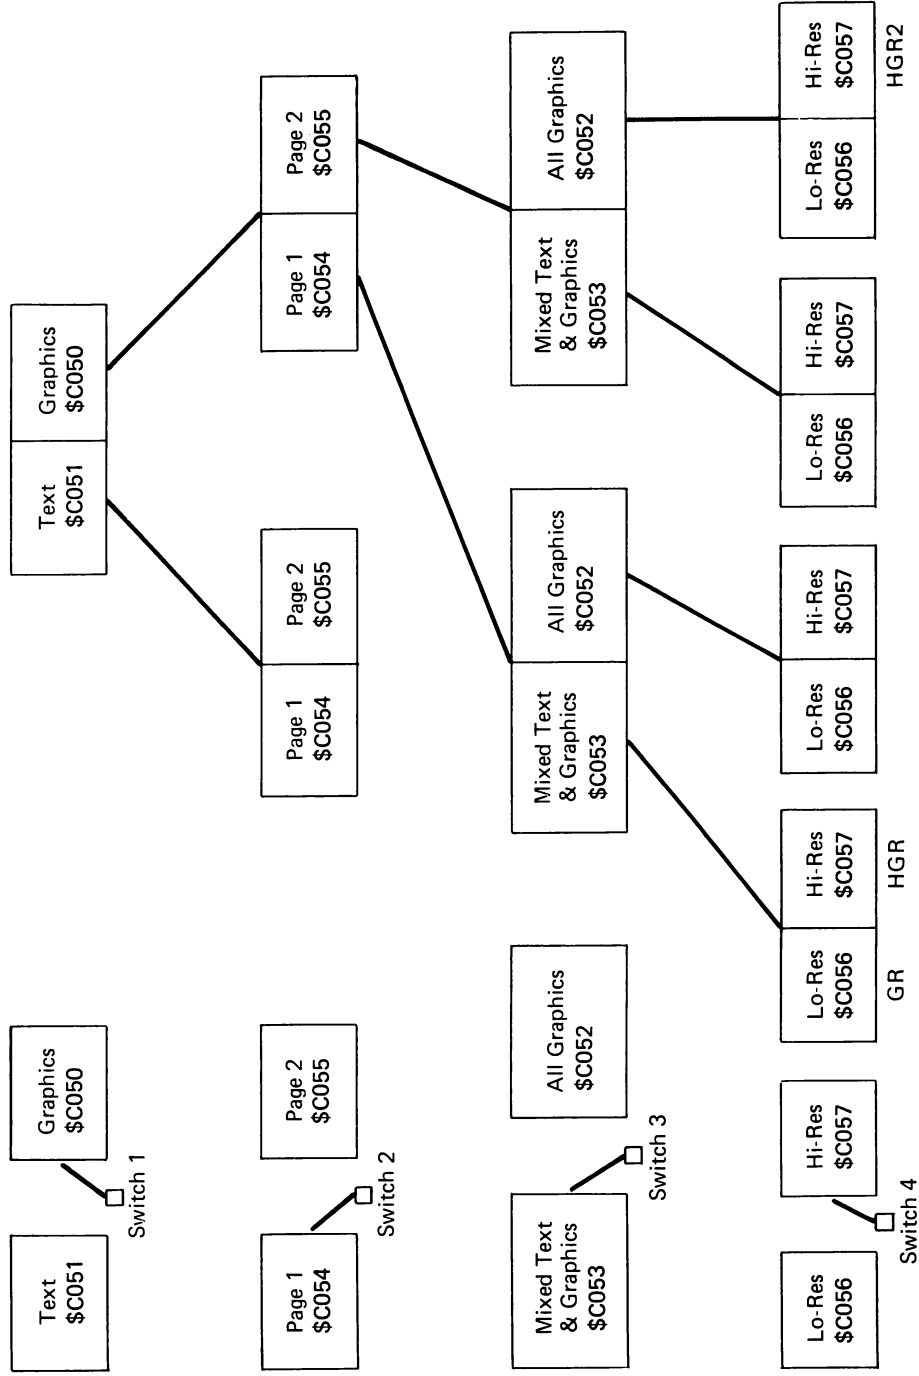 Text
$C051
Graphics
$C050
Switch 1
Text
$C051
Graphics
$C050
Page 1
$C054
Page 2
$C055
Switch 2
Page 1
$C054
Page 2
$C055
Page 1
$C054
Page 2
$C055
Mixed Text
& Graphics
$C053
All Graphics
$C052
Switch 3
Mixed Text
& Graphics
$C053
All Graphics
$C052
Mixed Text
& Graphics
$C053
All Graphics
$C052
Lo-Res
$C056
Hi-Res
$C057
Switch 4
Lo-Res
$C056
Hi-Res
$C057
GR
HGR
Lo-Res
$C056
Hi-Res
$C057
Lo-Res
$C056
Hi-Res
$C057
Lo-Res
$C056
Hi-Res
$C057
HGR2